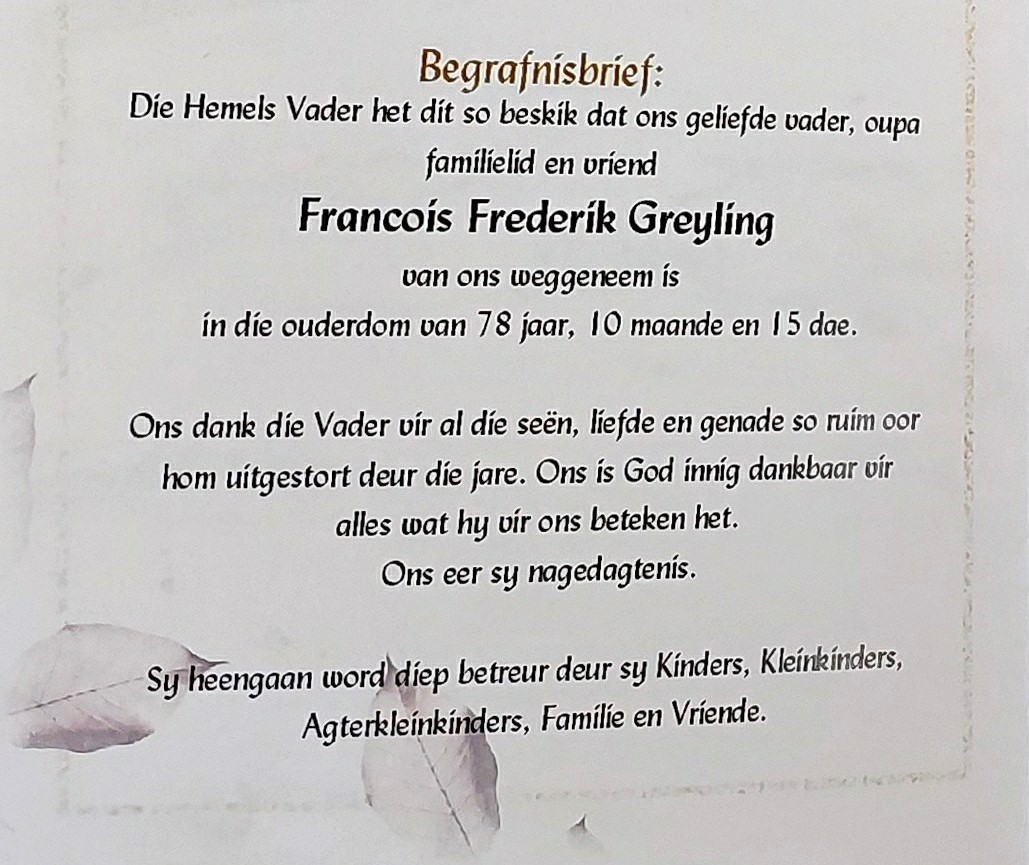 Begrafnisbrief:
Die Hemels Vader het dit so beskik dat ons geliefde vader, oupa
familielid en vriend
Francois Frederik Greyling
van ons weggeneem is
in die ouderdom van 78 jaar, 10 maande en 15 dae.
Ons dank die Vader vir al die seën, liefde en genade so ruim oor
hom uitgestort deur die jare. Ons is God innig dankbaar vir
alles wat hy vir ons beteken het.
Ons eer sy nagedagtenis.
Sy heengaan word diep betreur deur sy Kinders, Kleinkinders,
Agterkleinkinders, Familie en Vriende.